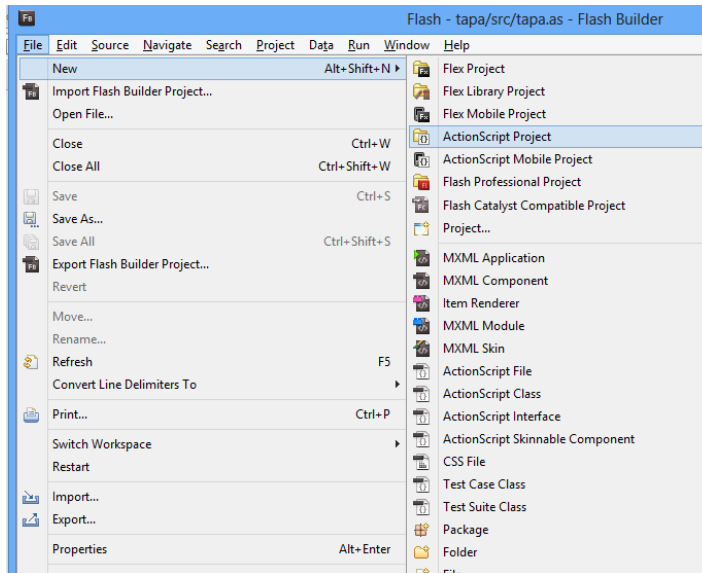 Fb Flash - tapa/src/tapa.as - Flash Builder
File Edit Source Navigate Search Project Data Run Window Help
New Alt+Shift+N
Import Flash Builder Project...
Open File...
Close Ctrl+W
Close All Ctrl+Shift+W
Save Ctrl+S
Save As...
Save All Ctrl+Shift+S
Export Flash Builder Project...
Revert
Move...
Rename...
Refresh F5
Convert Line Delimiters To
Print... Ctrl+P
Switch Workspace
Restart
Import...
Export...
Properties Alt+Enter
Flex Project
Flex Library Project
Flex Mobile Project
ActionScript Project
ActionScript Mobile Project
Flash Professional Project
Flash Catalyst Compatible Project
Project...
MXML Application
MXML Component
Item Renderer
MXML Module
MXML Skin
ActionScript File
ActionScript Class
ActionScript Interface
ActionScript Skinnable Component
CSS File
Test Case Class
Test Suite Class
Package
Folder